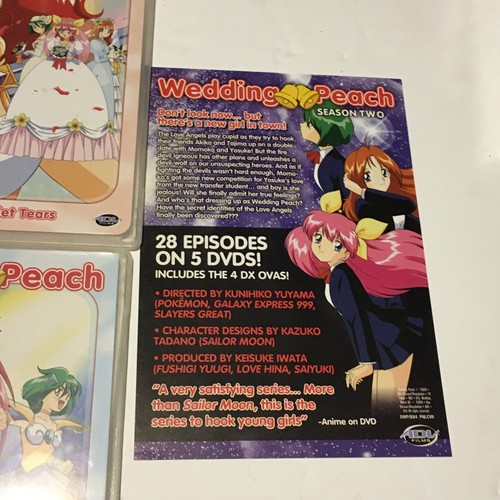 ret Tears
ADV
FILMS
Peach
Wedding Peach
SEASON TWO
Don't look now... but
there's a new girl in town!
The Love Angels play cupid as they try to hook
their friends Akiko and Tajima up on a double
date with Momoko and Yosuke! But the fire
devil Igneous has other plans and unleashes a
devil-wolf on our unsuspecting heroes. And as it
fighting the devils wasn't hard enough, Momo-
ko's got some new competition for Yosuke's love
from the new transfer student... and boy is she
jealous! Will she finally admit her true feelings?
And who's that dressed up as Wedding Peach?
Have the secret identities of the Love Angels
finally been discovered???
28 EPISODES
ON 5 DVDS!
INCLUDES THE 4 DX OVAS!
• DIRECTED BY KUNIHIKO YUYAMA
(POKÉMON, GALAXY EXPRESS 999,
SLAYERS GREAT)
• CHARACTER DESIGNS BY KAZUKO
TADANO (SAILOR MOON)
• PRODUCED BY KEISUKE IWATA
(FUSHIGI YUUGI, LOVE HINA, SAIYUKI)
"A very satisfying series... More
than Sailor Moon, this is the
series to hook young girls"
-Anime on DVD
ADV
FILMS